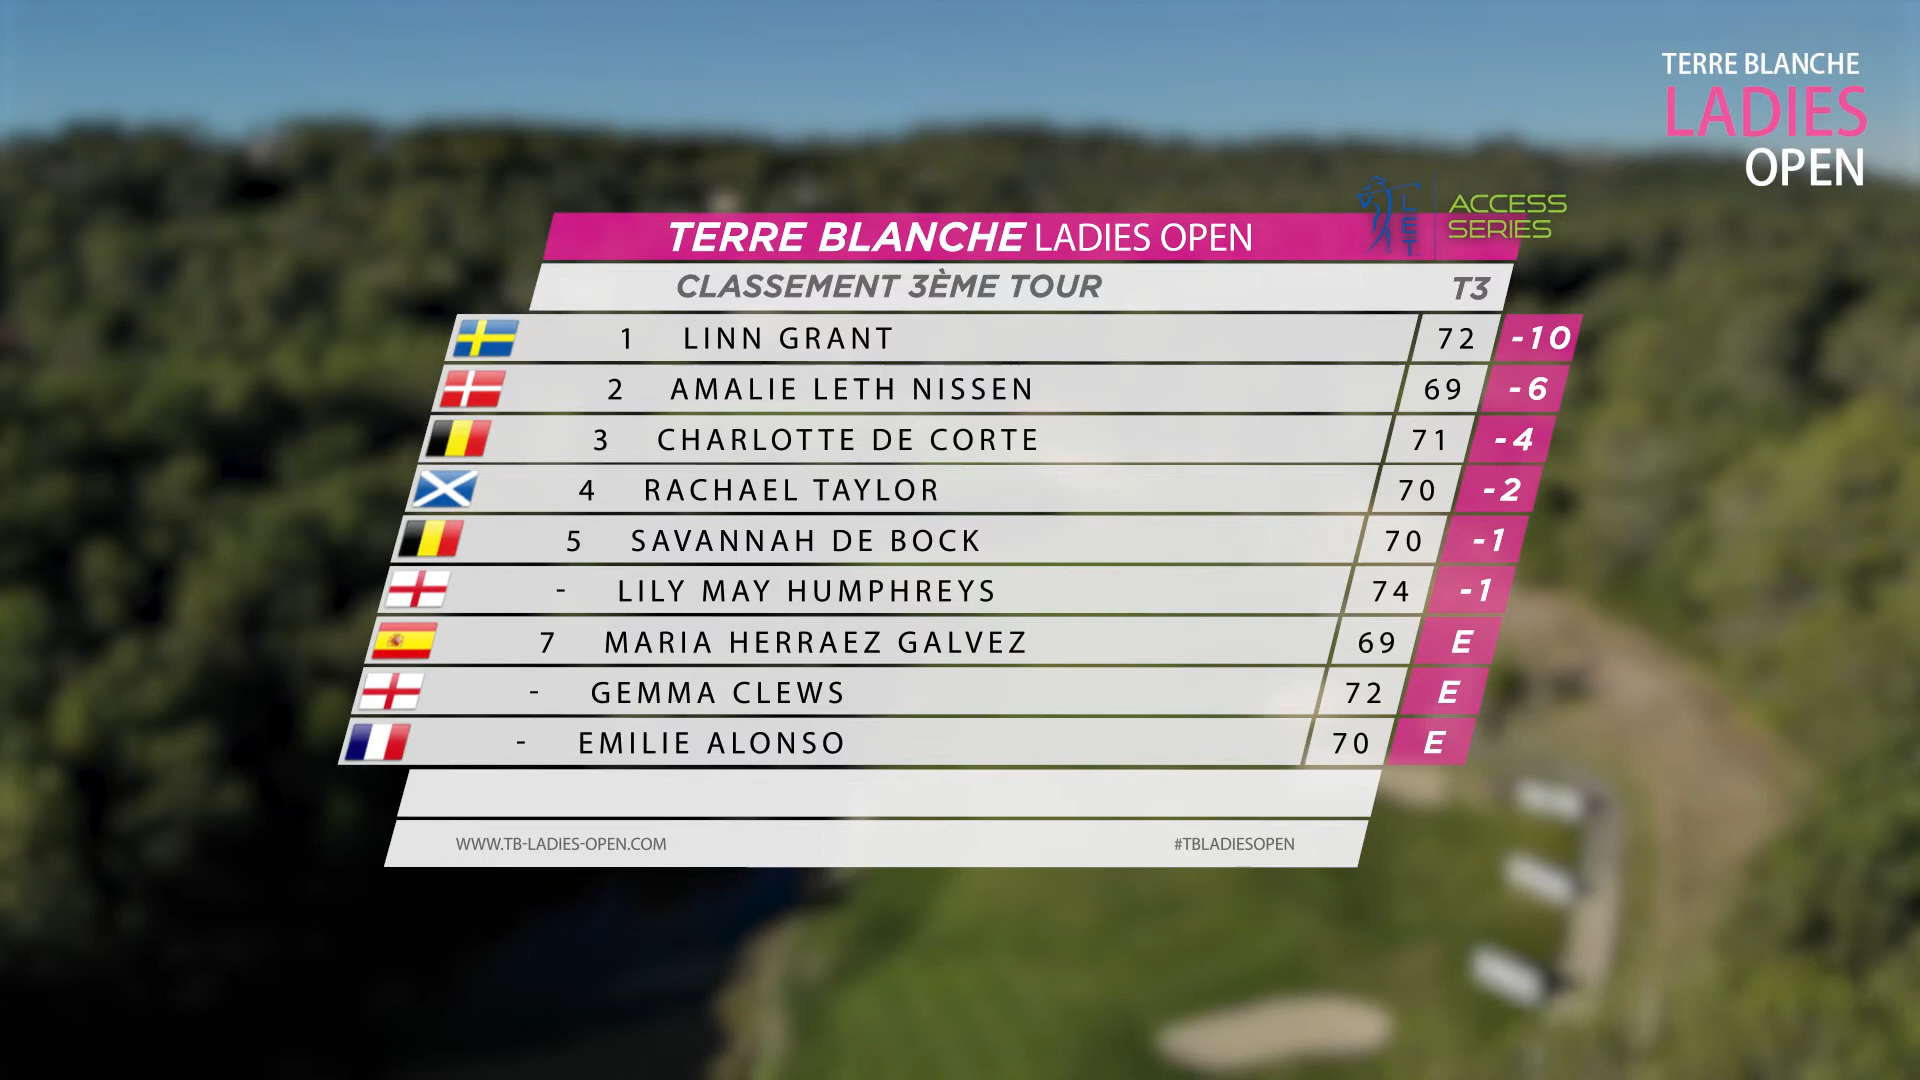 TERRE BLANCHE
LADIES
OPEN
TERRE BLANCHE LADIES OPEN
LET
ACCESS
SERIES
CLASSEMENT 3ÈME TOUR T3
1 LINN GRANT 72 -10
2 AMALIE LETH NISSEN 69 -6
3 CHARLOTTE DE CORTE 71 -4
4 RACHAEL TAYLOR 70 -2
5 SAVANNAH DE BOCK 70 -1
- LILY MAY HUMPHREYS 74 -1
7 MARIA HERRAEZ GALVEZ 69 E
- GEMMA CLEWS 72 E
- EMILIE ALONSO 70 E
WWW.TB-LADIES-OPEN.COM #TBLADIESOPEN